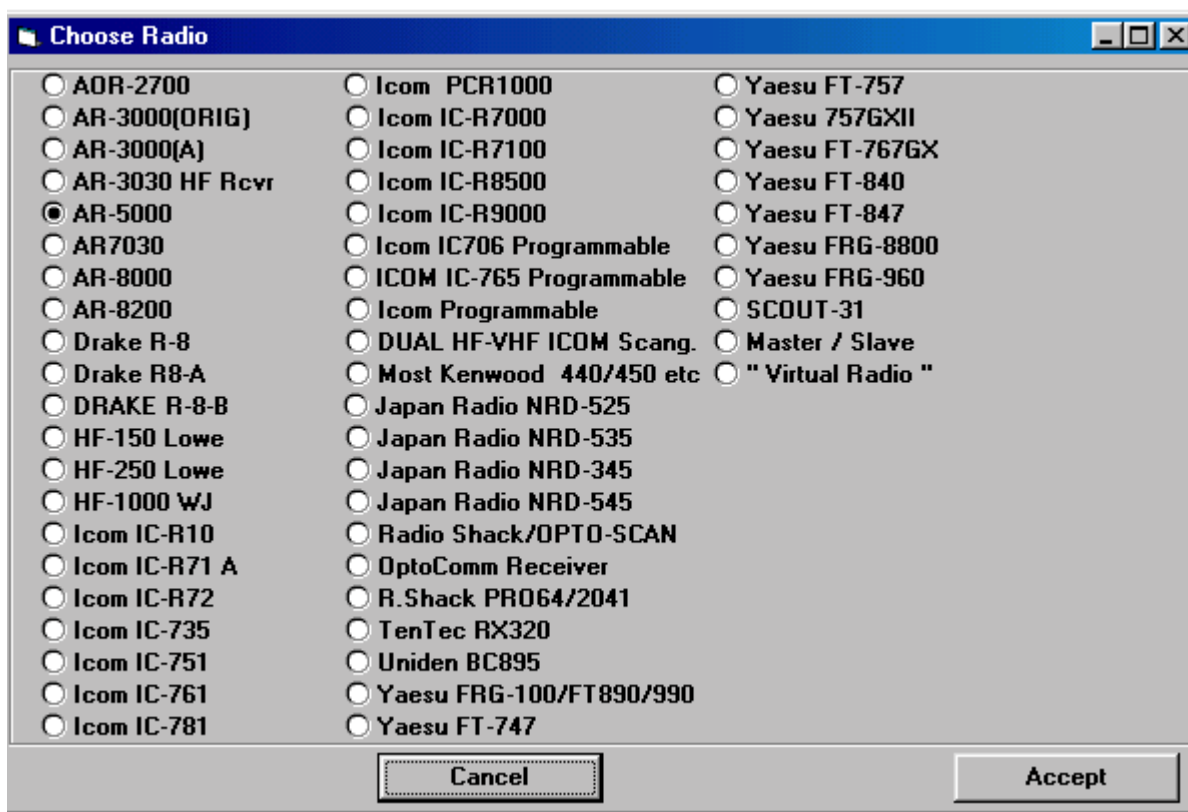 Choose Radio
AOR-2700
AR-3000(ORIG)
AR-3000(A)
AR-3030 HF Rcvr
AR-5000
AR7030
AR-8000
AR-8200
Drake R-8
Drake R8-A
DRAKE R-8-B
HF-150 Lowe
HF-250 Lowe
HF-1000 WJ
Icom IC-R10
Icom IC-R71 A
Icom IC-R72
Icom IC-735
Icom IC-751
Icom IC-761
Icom IC-781
Icom  PCR1000
Icom IC-R7000
Icom IC-R7100
Icom IC-R8500
Icom IC-R9000
Icom IC706 Programmable
ICOM IC-765 Programmable
Icom Programmable
DUAL HF-VHF ICOM Scang.
Most Kenwood  440/450 etc
Japan Radio NRD-525
Japan Radio NRD-535
Japan Radio NRD-345
Japan Radio NRD-545
Radio Shack/OPTO-SCAN
OptoComm Receiver
R.Shack PRO64/2041
TenTec RX320
Uniden BC895
Yaesu FRG-100/FT890/990
Yaesu FT-747
Yaesu FT-757
Yaesu 757GXII
Yaesu FT-767GX
Yaesu FT-840
Yaesu FT-847
Yaesu FRG-8800
Yaesu FRG-960
SCOUT-31
Master / Slave
" Virtual Radio "
Cancel
Accept